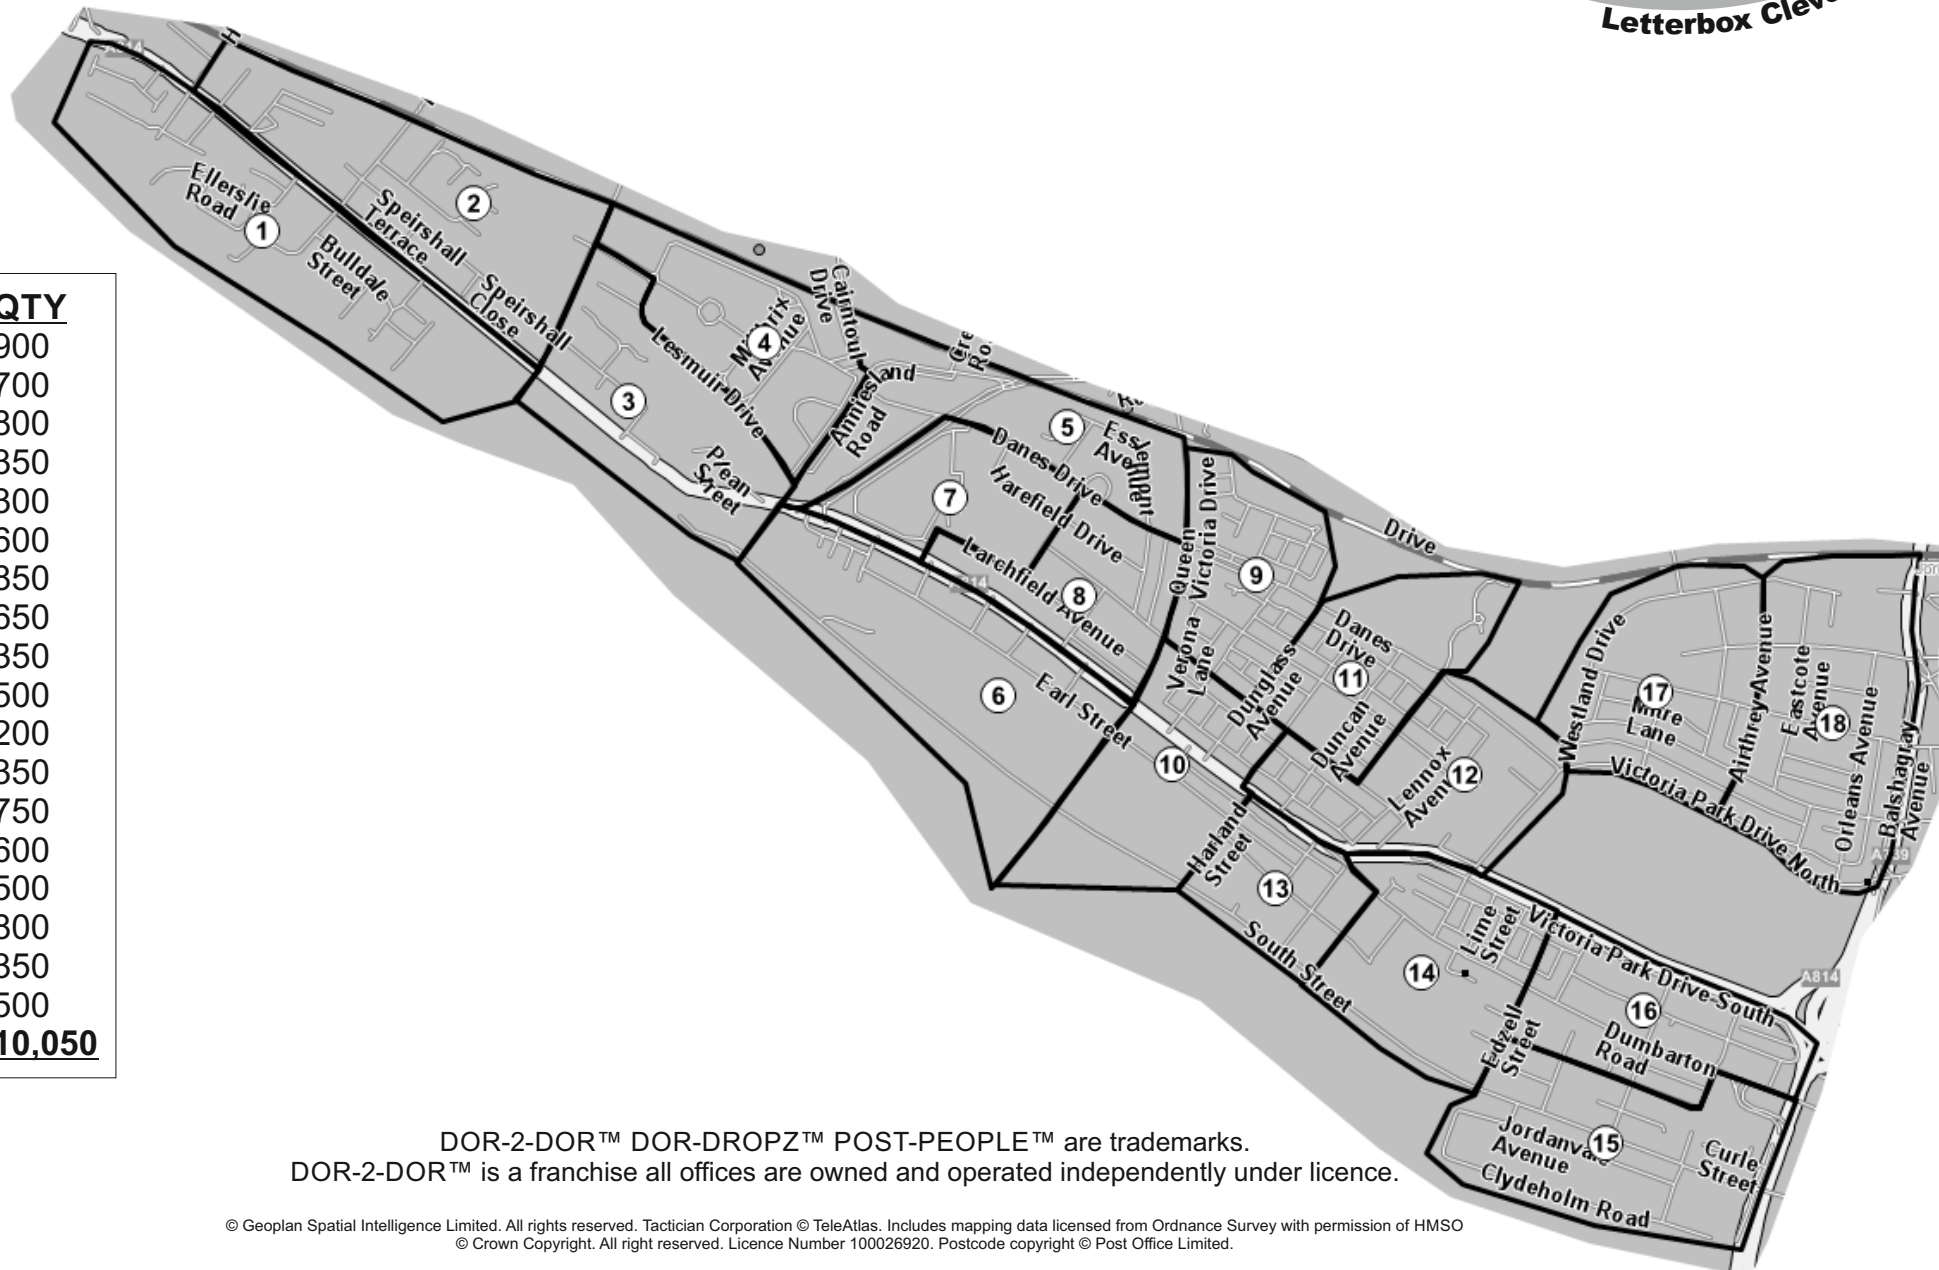 Letterbox
QTY
900
700
300
350
300
600
350
650
350
500
200
350
750
600
500
300
350
500
10,050
A814
Ellerslie
Road
1
2
Speirshall
Terrace
Bulldale
Street
Speirshall
Close
3
Lesmuir Drive
4
Cairntoul
Drive
Anniesland
Road
Plean
Street
5
Danes Drive
Esslemont
Avenue
Harefield Drive
7
Larchfield Avenue
8
A814
6
Earl Street
Queen
Victoria Drive
Verona
Lane
9
Drive
Dunglass
Avenue
Danes
Drive
11
Duncan
Avenue
10
Lennox
Avenue
12
Harland
Street
13
South Street
Westland Drive
17
Mitre
Lane
Airthrey Avenue
Eastcote
Avenue
18
Orleans Avenue
Balshagray
Avenue
Victoria Park Drive North
A739
14
Lime
Street
Victoria Park Drive South
A814
16
Edzell
Street
Dumbarton
Road
Jordanvale
Avenue
15
Curle
Street
Clydeholm Road
DOR-2-DOR™ DOR-DROPZ™ POST-PEOPLE™ are trademarks.
DOR-2-DOR™ is a franchise all offices are owned and operated independently under licence.
© Geoplan Spatial Intelligence Limited. All rights reserved. Tactician Corporation © TeleAtlas. Includes mapping data licensed from Ordnance Survey with permission of HMSO
© Crown Copyright. All right reserved. Licence Number 100026920. Postcode copyright © Post Office Limited.